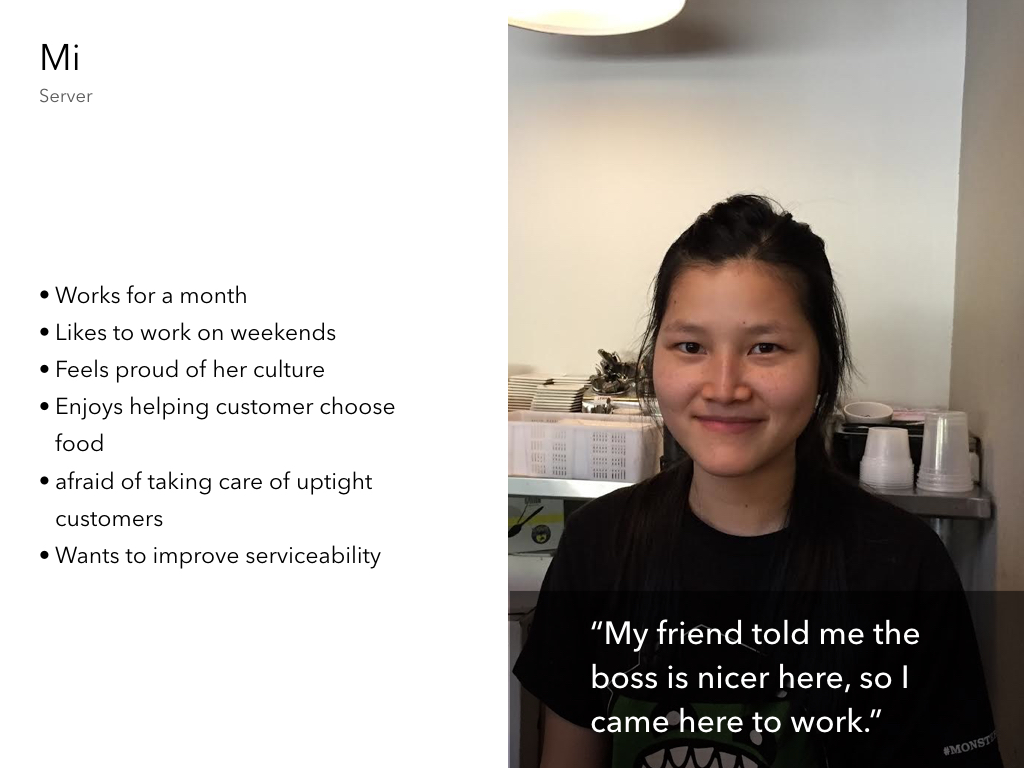 Mi
Server
• Works for a month
• Likes to work on weekends
• Feels proud of her culture
• Enjoys helping customer choose
food
• afraid of taking care of uptight
customers
• Wants to improve serviceability
“My friend told me the
boss is nicer here, so I
came here to work.”